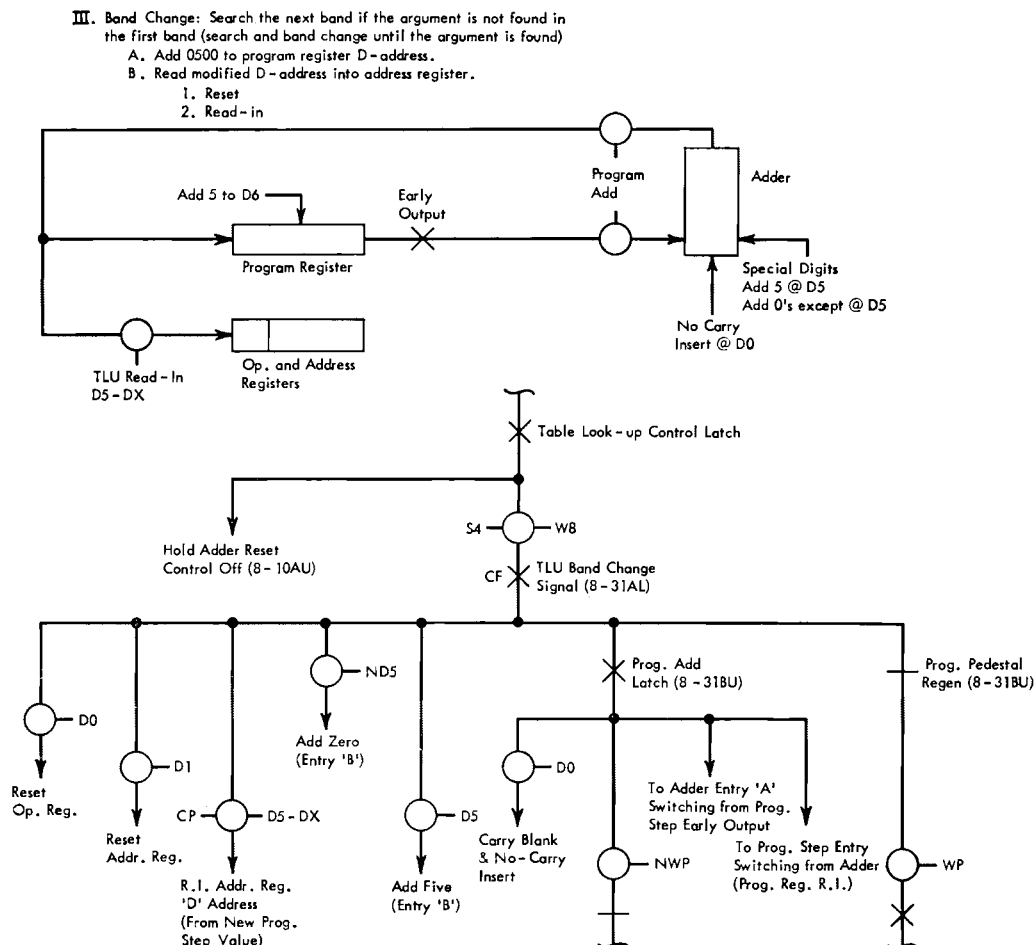 III. Band Change: Search the next band if the argument is not found in
the first band (search and band change until the argument is found)
A. Add 0500 to program register D-address.
B. Read modified D-address into address register.
1. Reset
2. Read-in
Add 5 to D6
Early
Output
Program
Add
Adder
Program Register
Special Digits
Add 5 @ D5
Add 0's except @ D5
No Carry
Insert @ D0
TLU Read-In
D5-DX
Op. and Address
Registers
Table Look-up Control Latch
S4
W8
Hold Adder Reset
Control Off (8-10AU)
CF
TLU Band Change
Signal (8-31AL)
Prog. Add
Latch (8-31BU)
Prog. Pedestal
Regen (8-31BU)
ND5
D0
Add Zero
(Entry 'B')
D1
D0
Reset
Op. Reg.
To Adder Entry 'A'
Switching from Prog.
Step Early Output
CP
D5-DX
D5
Reset
Addr. Reg.
Carry Blank
& No-Carry
Insert
To Prog. Step Entry
Switching from Adder
(Prog. Reg. R.I.)
NWP
WP
R.I. Addr. Reg.
'D' Address
(From New Prog.
Step Value)
Add Five
(Entry 'B')